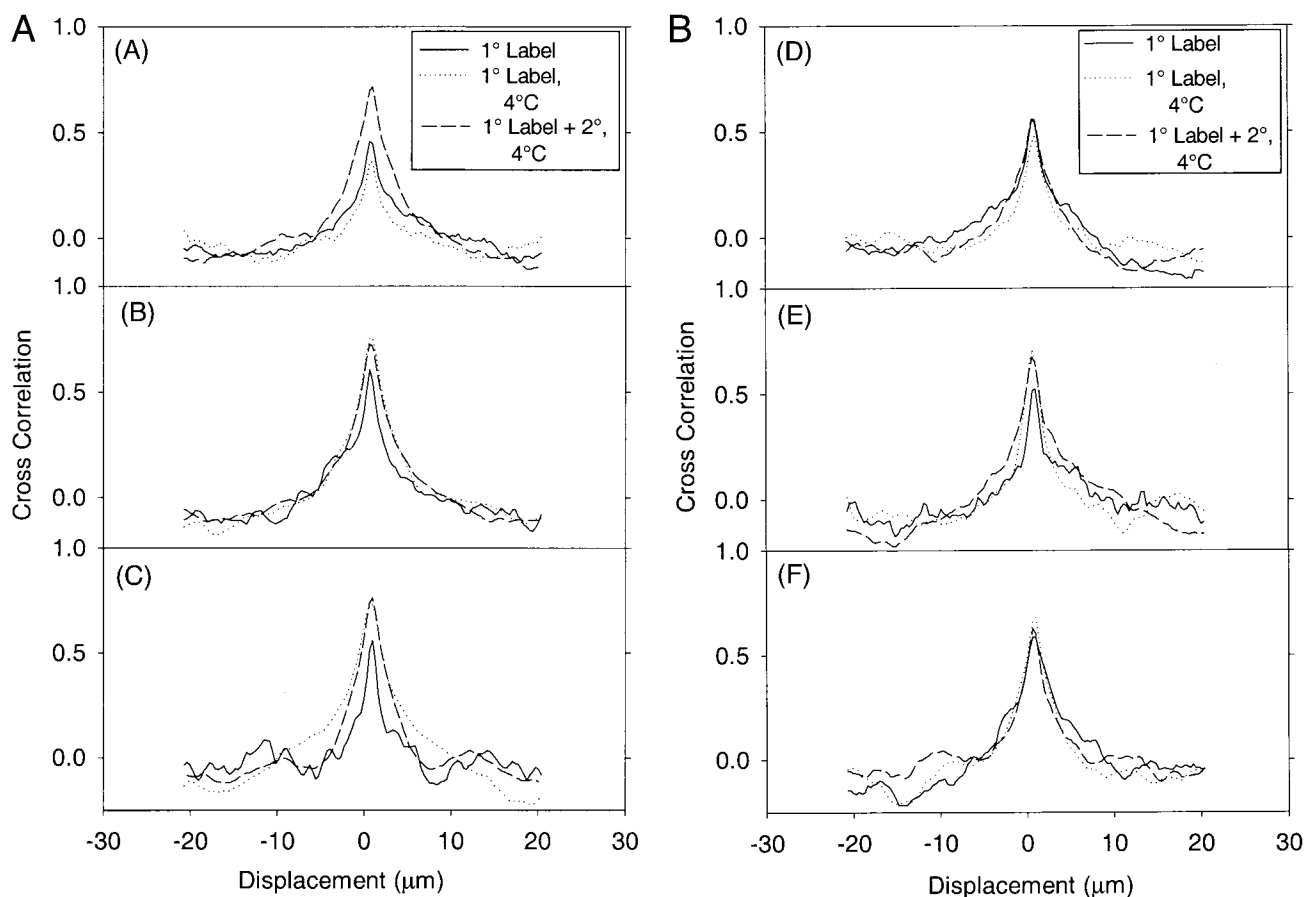 A
Cross Correlation
1.0
0.5
0.0
(A)
1° Label
1° Label,
4°C
1° Label + 2°,
4°C
1.0
0.5
0.0
(B)
1.0
0.5
0.0
(C)
-30 -20 -10 0 10 20 30
Displacement (μm)
B
Cross Correlation
1.0
0.5
0.0
(D)
1° Label
1° Label,
4°C
1° Label + 2°,
4°C
1.0
0.5
0.0
(E)
1.0
0.5
0.0
(F)
-30 -20 -10 0 10 20 30
Displacement (μm)